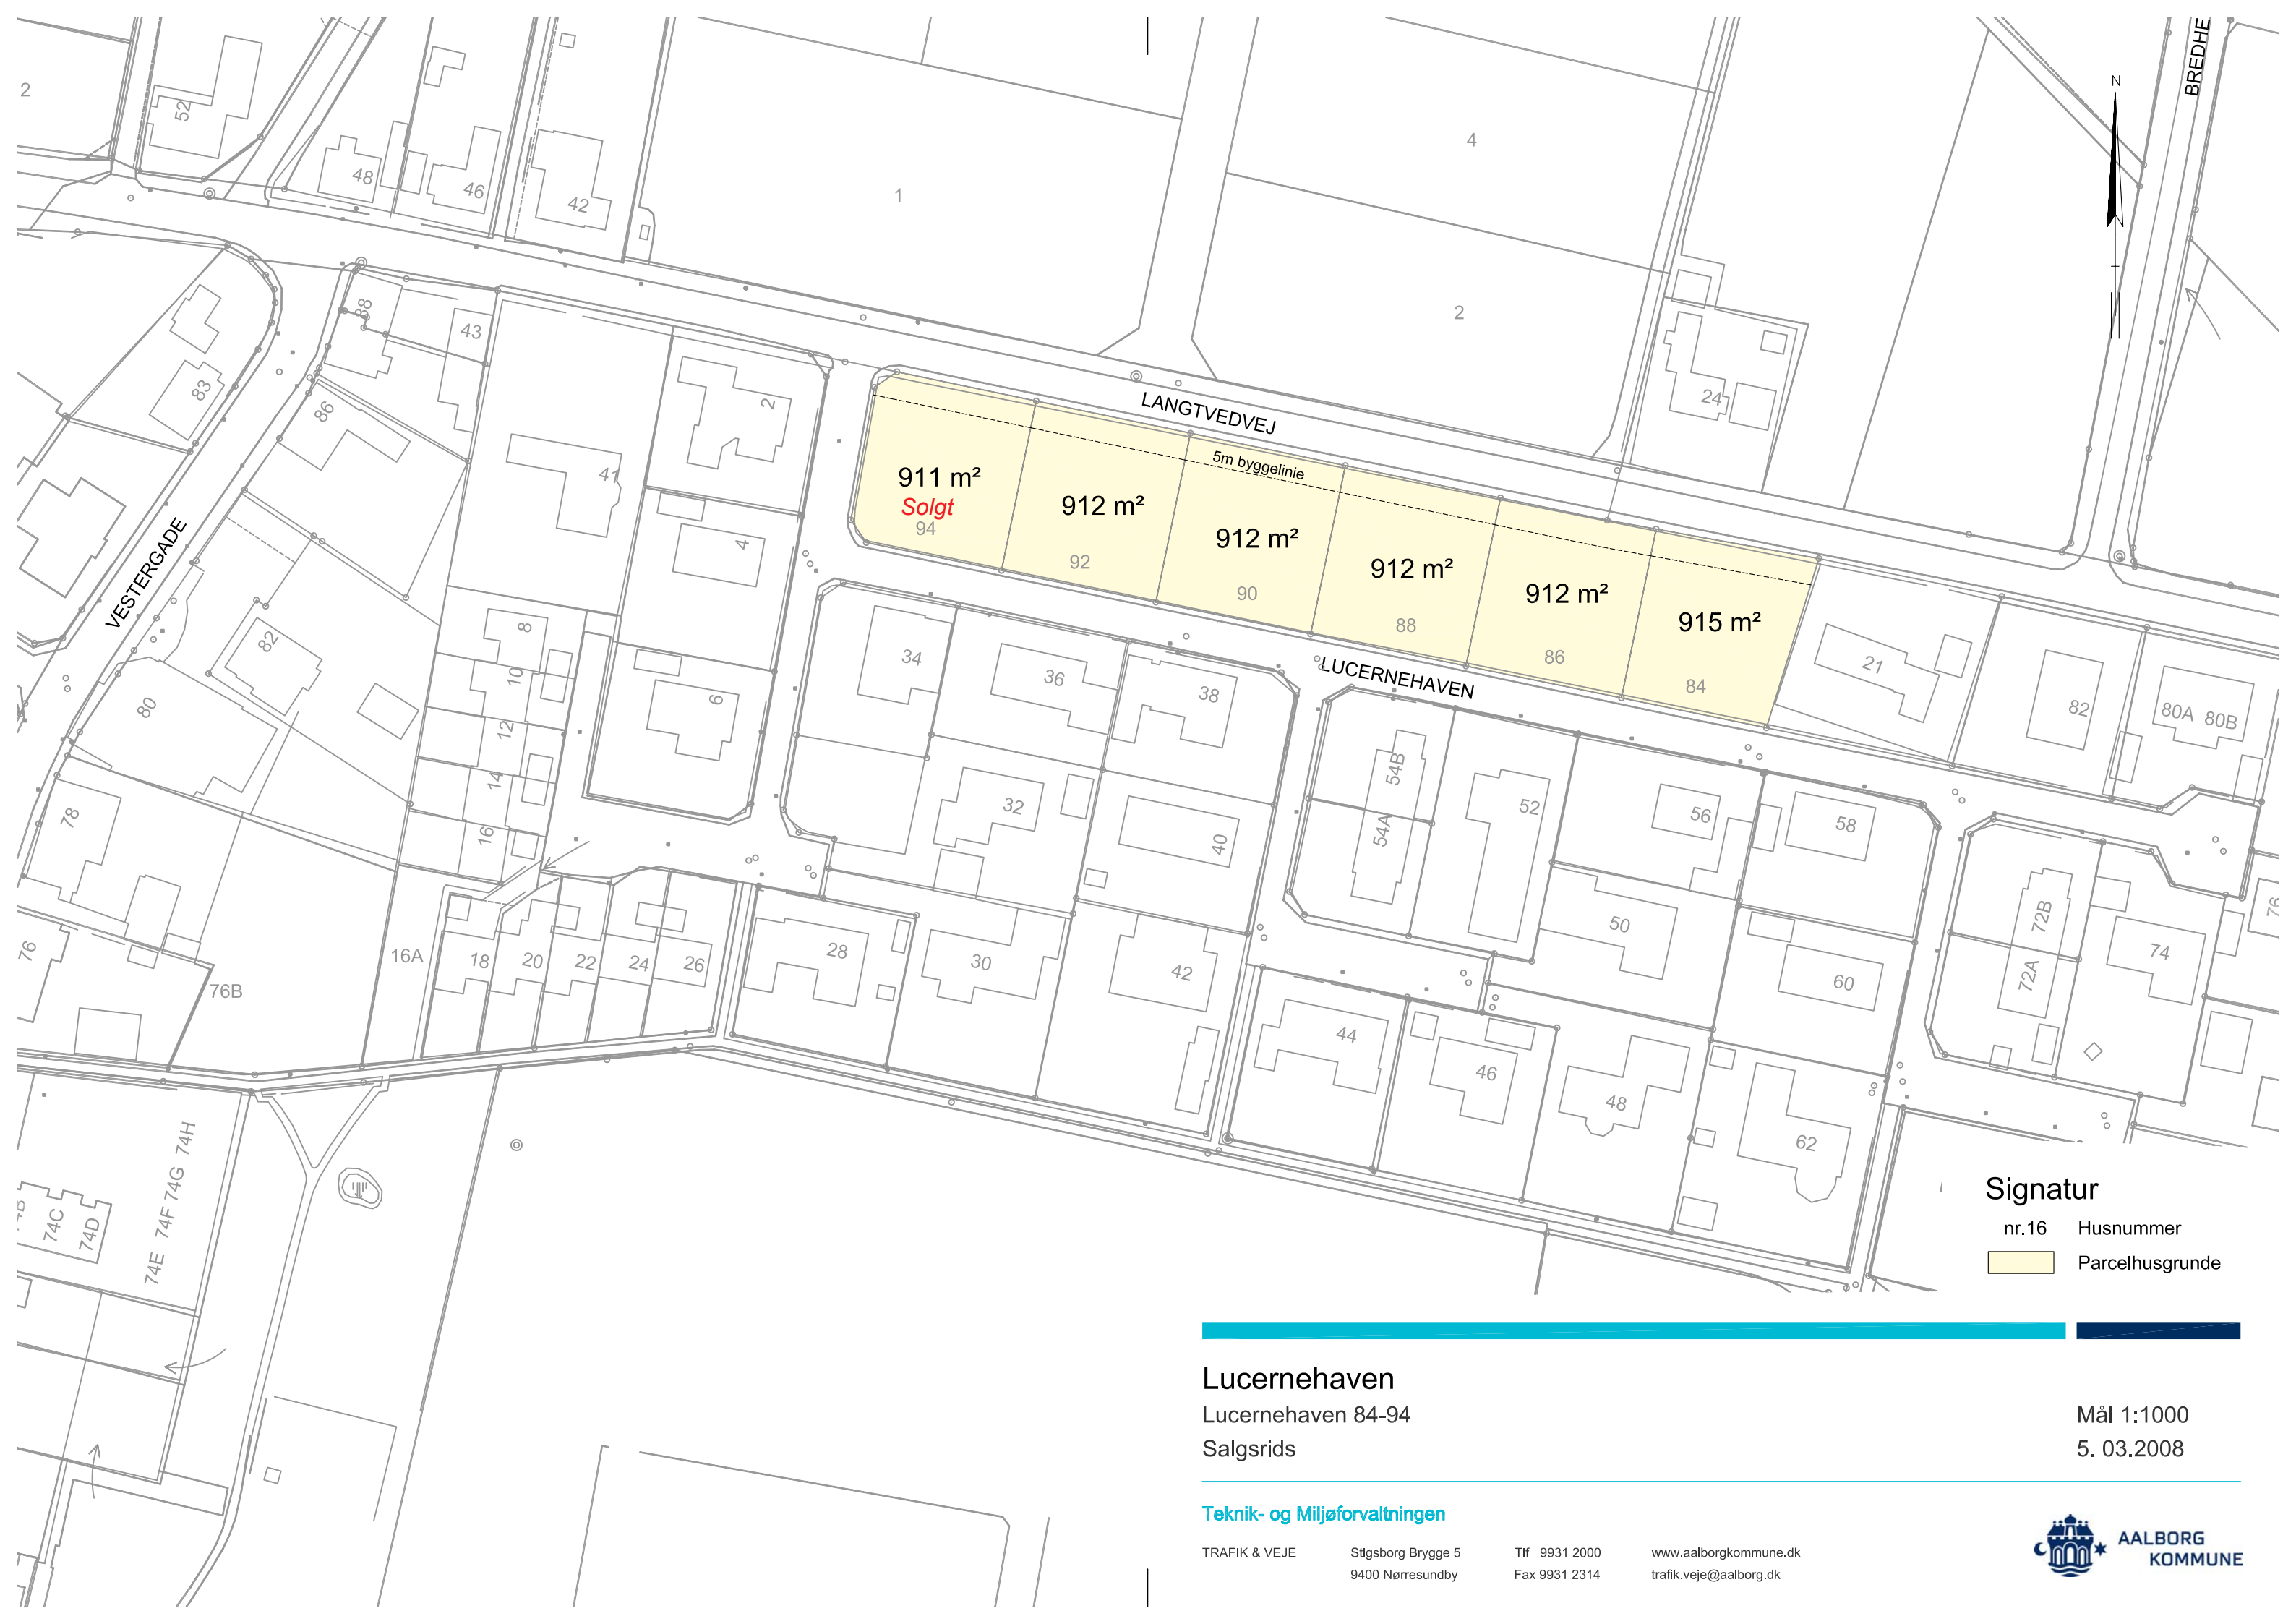 2
52
48
46
42
1
4
2
24
BREDHE
N
88
43
83
86
41
2
4
6
LANGTVEDVEJ
5m byggelinie
911 m²
Solgt
94
912 m²
92
912 m²
90
912 m²
88
912 m²
86
915 m²
84
LUCERNEHAVEN
VESTERGADE
21
82
80A 80B
82
80
78
76
76B
8
10
12
14
16
16A
18
20
22
24
26
34
36
38
32
40
28
30
42
54B
54A
52
56
58
50
60
44
46
48
62
72B
72A
74
76
74C
74D
74E 74F 74G 74H
Signatur
nr.16 Husnummer
Parcelhusgrunde
Lucernehaven
Lucernehaven 84-94
Mål 1:1000
Salgsrids
5. 03.2008
Teknik- og Miljøforvaltningen
TRAFIK & VEJE Stigsborg Brygge 5 Tlf 9931 2000 www.aalborgkommune.dk
9400 Nørresundby Fax 9931 2314 trafik.veje@aalborg.dk
AALBORG
KOMMUNE